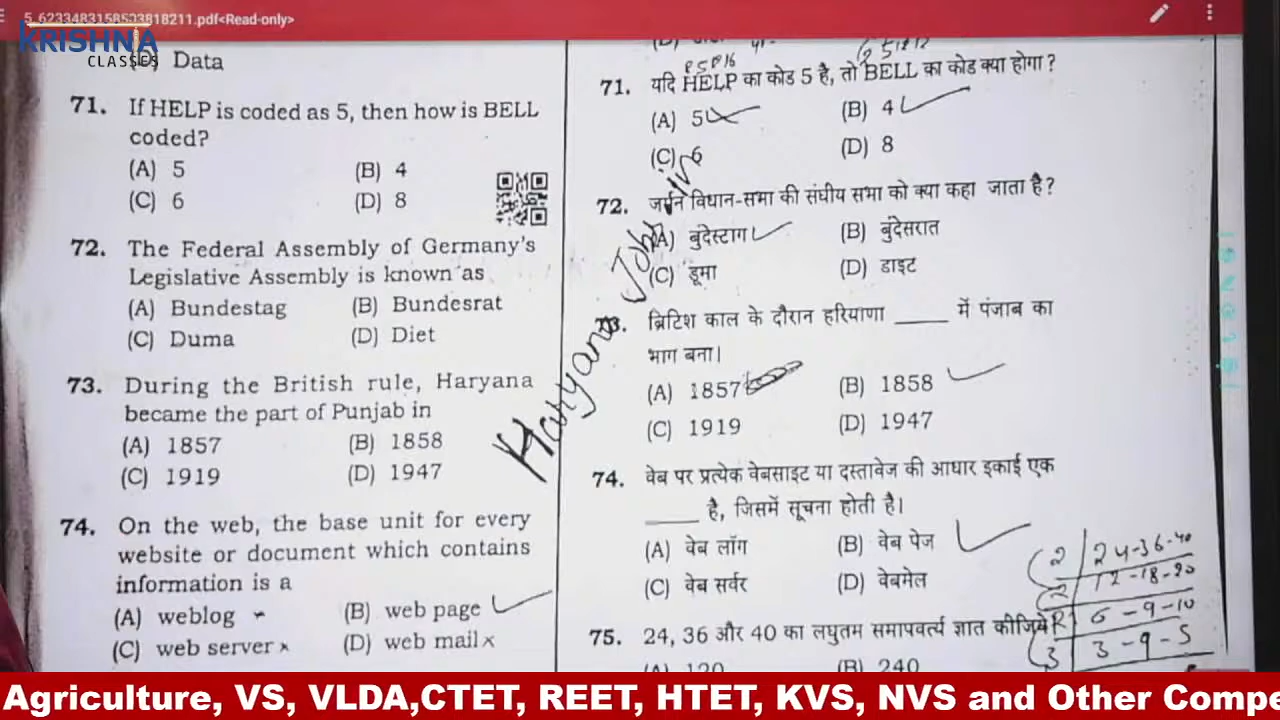 5_6233483158503818211.pdf<Read-only>
KRISHNA
CLASSES
(D) Data
71. If HELP is coded as 5, then how is BELL
coded?
(A) 5 (B) 4
(C) 6 (D) 8
72. The Federal Assembly of Germany's
Legislative Assembly is known as
(A) Bundestag (B) Bundesrat
(C) Duma (D) Diet
73. During the British rule, Haryana
became the part of Punjab in
(A) 1857 (B) 1858
(C) 1919 (D) 1947
74. On the web, the base unit for every
website or document which contains
information is a
(A) weblog (B) web page
(C) web server (D) web mail
Haryana Jobs
71. यदि HELP का कोड 5 है, तो BELL का कोड क्या होगा?
(A) 5 (B) 4
(C) 6 (D) 8
72. जर्मन विधान-सभा की संघीय सभा को क्या कहा जाता है?
(A) बुंदेस्टाग (B) बुंदेसरात
(C) डूमा (D) डाइट
73. ब्रिटिश काल के दौरान हरियाणा _____ में पंजाब का
भाग बना।
(A) 1857 (B) 1858
(C) 1919 (D) 1947
74. वेब पर प्रत्येक वेबसाइट या दस्तावेज की आधार इकाई एक
_____ है, जिसमें सूचना होती है।
(A) वेब लॉग (B) वेब पेज
(C) वेब सर्वर (D) वेबमेल
75. 24, 36 और 40 का लघुतम समापवर्त्य ज्ञात कीजिये
(A) 120 (B) 240
2 24-36-40
2 12-18-20
2 6-9-10
3 3-9-5
Agriculture, VS, VLDA,CTET, REET, HTET, KVS, NVS and Other Compe